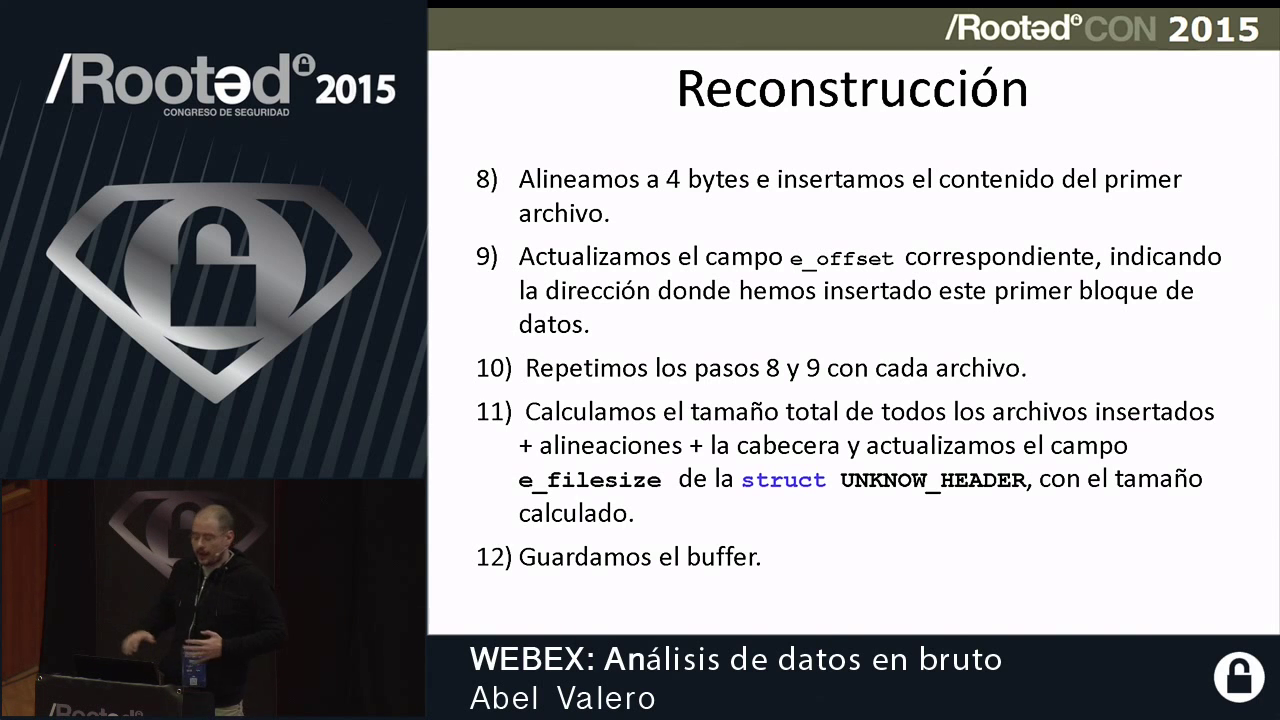 /Rooted 2015
CONGRESO DE SEGURIDAD
/Rooted CON 2015
Reconstrucción
8) Alineamos a 4 bytes e insertamos el contenido del primer
archivo.
9) Actualizamos el campo e_offset correspondiente, indicando
la dirección donde hemos insertado este primer bloque de
datos.
10) Repetimos los pasos 8 y 9 con cada archivo.
11) Calculamos el tamaño total de todos los archivos insertados
+ alineaciones + la cabecera y actualizamos el campo
e_filesize de la struct UNKNOW_HEADER, con el tamaño
calculado.
12) Guardamos el buffer.
WEBEX: Análisis de datos en bruto
Abel Valero